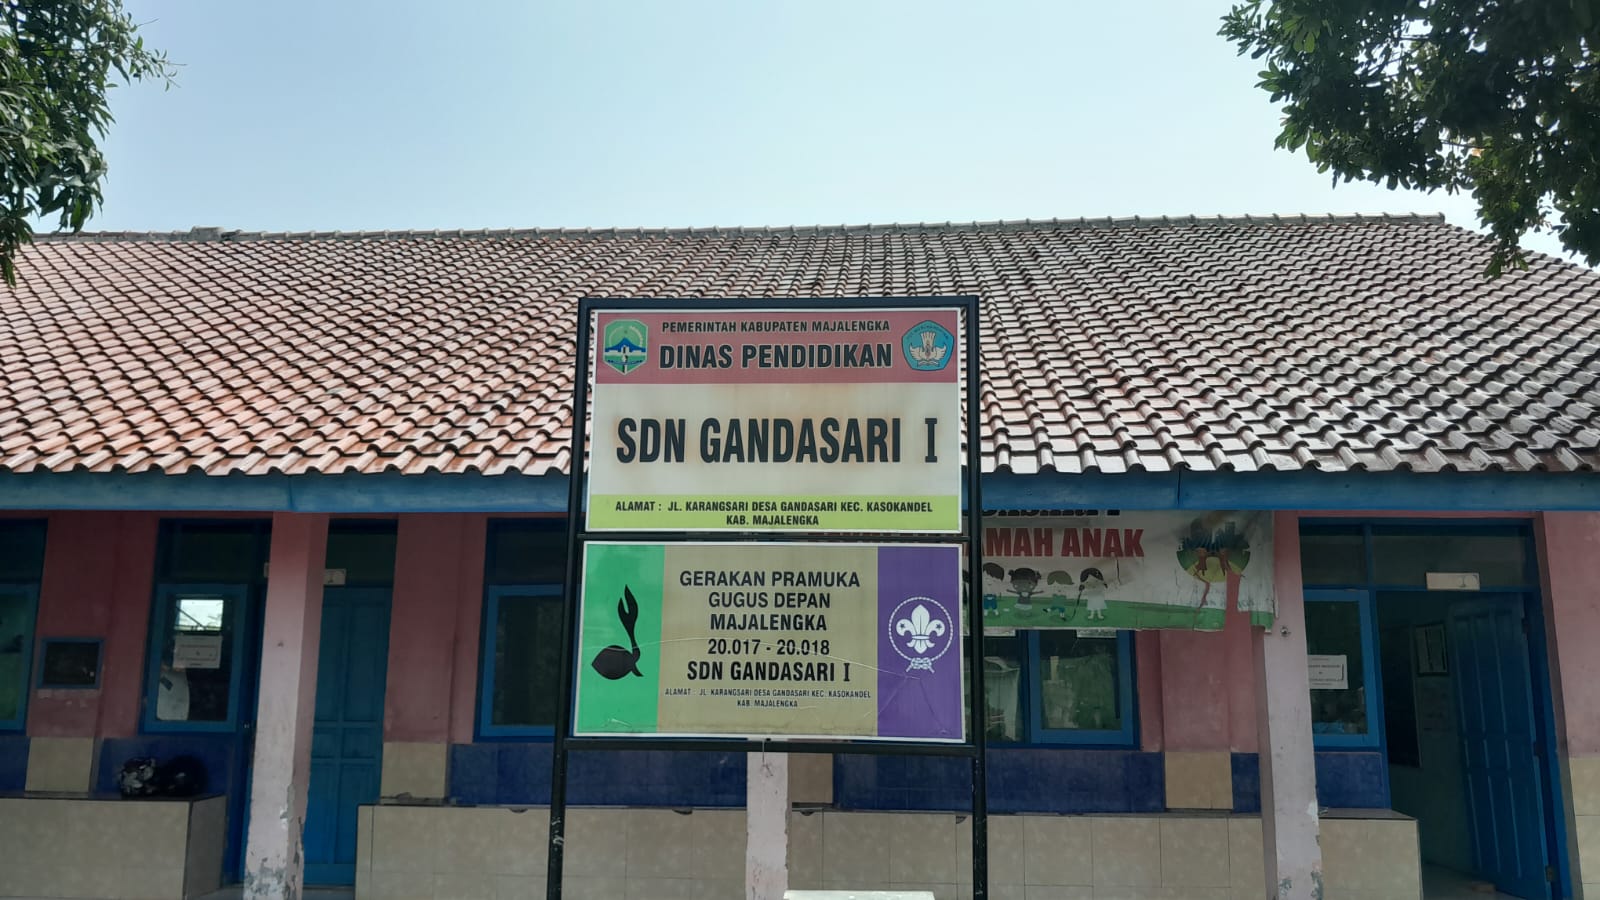 PEMERINTAH KABUPATEN MAJALENGKA
DINAS PENDIDIKAN
SDN GANDASARI I
ALAMAT : JL. KARANGSARI DESA GANDASARI KEC. KASOKANDEL
KAB. MAJALENGKA
GERAKAN PRAMUKA
GUGUS DEPAN
MAJALENGKA
20.017 - 20.018
SDN GANDASARI I
ALAMAT : JL. KARANGSARI DESA GANDASARI KEC. KASOKANDEL
KAB. MAJALENGKA
AMAH ANAK